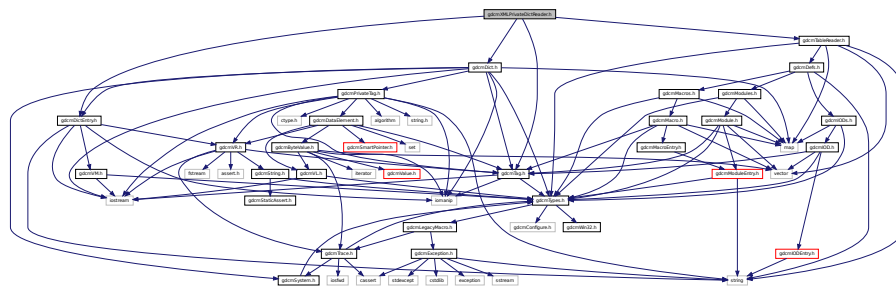 gdcmXMLPrivateDictReader.h
gdcmTableReader.h
gdcmDict.h
gdcmDefs.h
gdcmPrivateTag.h
gdcmMacros.h
gdcmModules.h
gdcmDictEntry.h
ctype.h
gdcmDataElement.h
algorithm
string.h
gdcmMacro.h
gdcmModule.h
gdcmIODs.h
gdcmVR.h
gdcmByteValue.h
gdcmSmartPointer.h
set
gdcmMacroEntry.h
map
gdcmIOD.h
gdcmVM.h
fstream
assert.h
gdcmString.h
gdcmVL.h
iterator
gdcmValue.h
gdcmTag.h
gdcmModuleEntry.h
vector
iostream
gdcmStaticAssert.h
iomanip
gdcmTypes.h
gdcmLegacyMacro.h
gdcmConfigure.h
gdcmWin32.h
gdcmTrace.h
gdcmException.h
gdcmIODEntry.h
gdcmSystem.h
iosfwd
cassert
stdexcept
cstdlib
exception
sstream
string